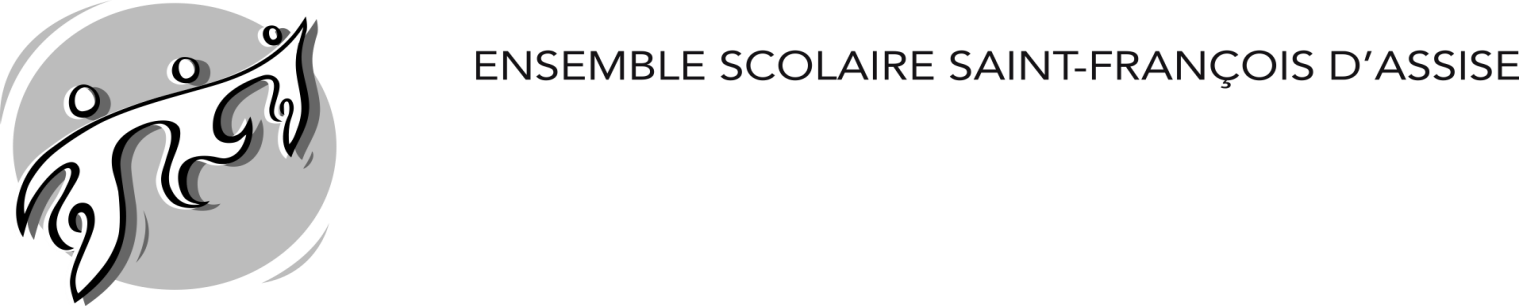 ENSEMBLE SCOLAIRE SAINT-FRANÇOIS D’ASSISE